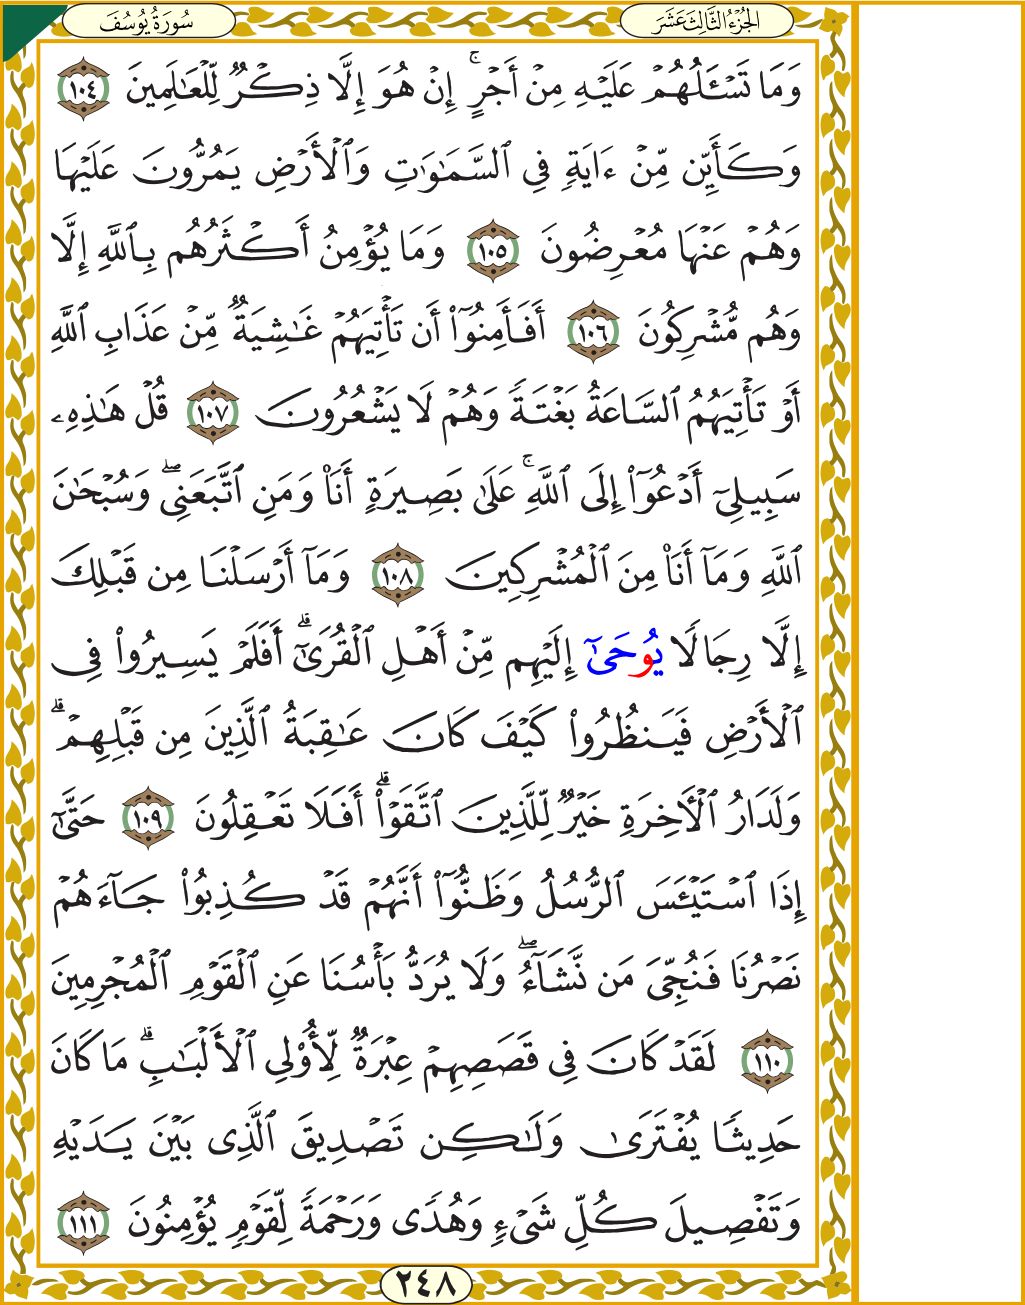 الجُزْءُ الثَّالِثَ عَشَرَ
سُورَةُ يُوسُفَ
وَمَا تَسْـَٔلُهُمْ عَلَيْهِ مِنْ أَجْرٍ ۚ إِنْ هُوَ إِلَّا ذِكْرٌ لِّلْعَـٰلَمِينَ ١٠٤
وَكَأَيِّن مِّنْ ءَايَةٍ فِى ٱلسَّمَـٰوَٰتِ وَٱلْأَرْضِ يَمُرُّونَ عَلَيْهَا
وَهُمْ عَنْهَا مُعْرِضُونَ ١٠٥ وَمَا يُؤْمِنُ أَكْثَرُهُم بِٱللَّهِ إِلَّا
وَهُم مُّشْرِكُونَ ١٠٦ أَفَأَمِنُوٓا۟ أَن تَأْتِيَهُمْ غَـٰشِيَةٌ مِّنْ عَذَابِ ٱللَّهِ
أَوْ تَأْتِيَهُمُ ٱلسَّاعَةُ بَغْتَةً وَهُمْ لَا يَشْعُرُونَ ١٠٧ قُلْ هَـٰذِهِۦ
سَبِيلِىٓ أَدْعُوٓا۟ إِلَى ٱللَّهِ ۚ عَلَىٰ بَصِيرَةٍ أَنَا۠ وَمَنِ ٱتَّبَعَنِى ۖ وَسُبْحَـٰنَ
ٱللَّهِ وَمَآ أَنَا۠ مِنَ ٱلْمُشْرِكِينَ ١٠٨ وَمَآ أَرْسَلْنَا مِن قَبْلِكَ
إِلَّا رِجَالًا يُوحَىٰٓ إِلَيْهِم مِّنْ أَهْلِ ٱلْقُرَىٰٓ ۗ أَفَلَمْ يَسِيرُوا۟ فِى
ٱلْأَرْضِ فَيَنظُرُوا۟ كَيْفَ كَانَ عَـٰقِبَةُ ٱلَّذِينَ مِن قَبْلِهِمْ ۗ
وَلَدَارُ ٱلْـَٔاخِرَةِ خَيْرٌ لِّلَّذِينَ ٱتَّقَوْا۟ ۗ أَفَلَا تَعْقِلُونَ ١٠٩ حَتَّىٰٓ
إِذَا ٱسْتَيْـَٔسَ ٱلرُّسُلُ وَظَنُّوٓا۟ أَنَّهُمْ قَدْ كُذِبُوا۟ جَآءَهُمْ
نَصْرُنَا فَنُجِّىَ مَن نَّشَآءُ ۖ وَلَا يُرَدُّ بَأْسُنَا عَنِ ٱلْقَوْمِ ٱلْمُجْرِمِينَ
١١٠ لَقَدْ كَانَ فِى قَصَصِهِمْ عِبْرَةٌ لِّأُو۟لِى ٱلْأَلْبَـٰبِ ۗ مَا كَانَ
حَدِيثًا يُفْتَرَىٰ وَلَـٰكِن تَصْدِيقَ ٱلَّذِى بَيْنَ يَدَيْهِ
وَتَفْصِيلَ كُلِّ شَىْءٍ وَهُدًى وَرَحْمَةً لِّقَوْمٍ يُؤْمِنُونَ ١١١
٢٤٨